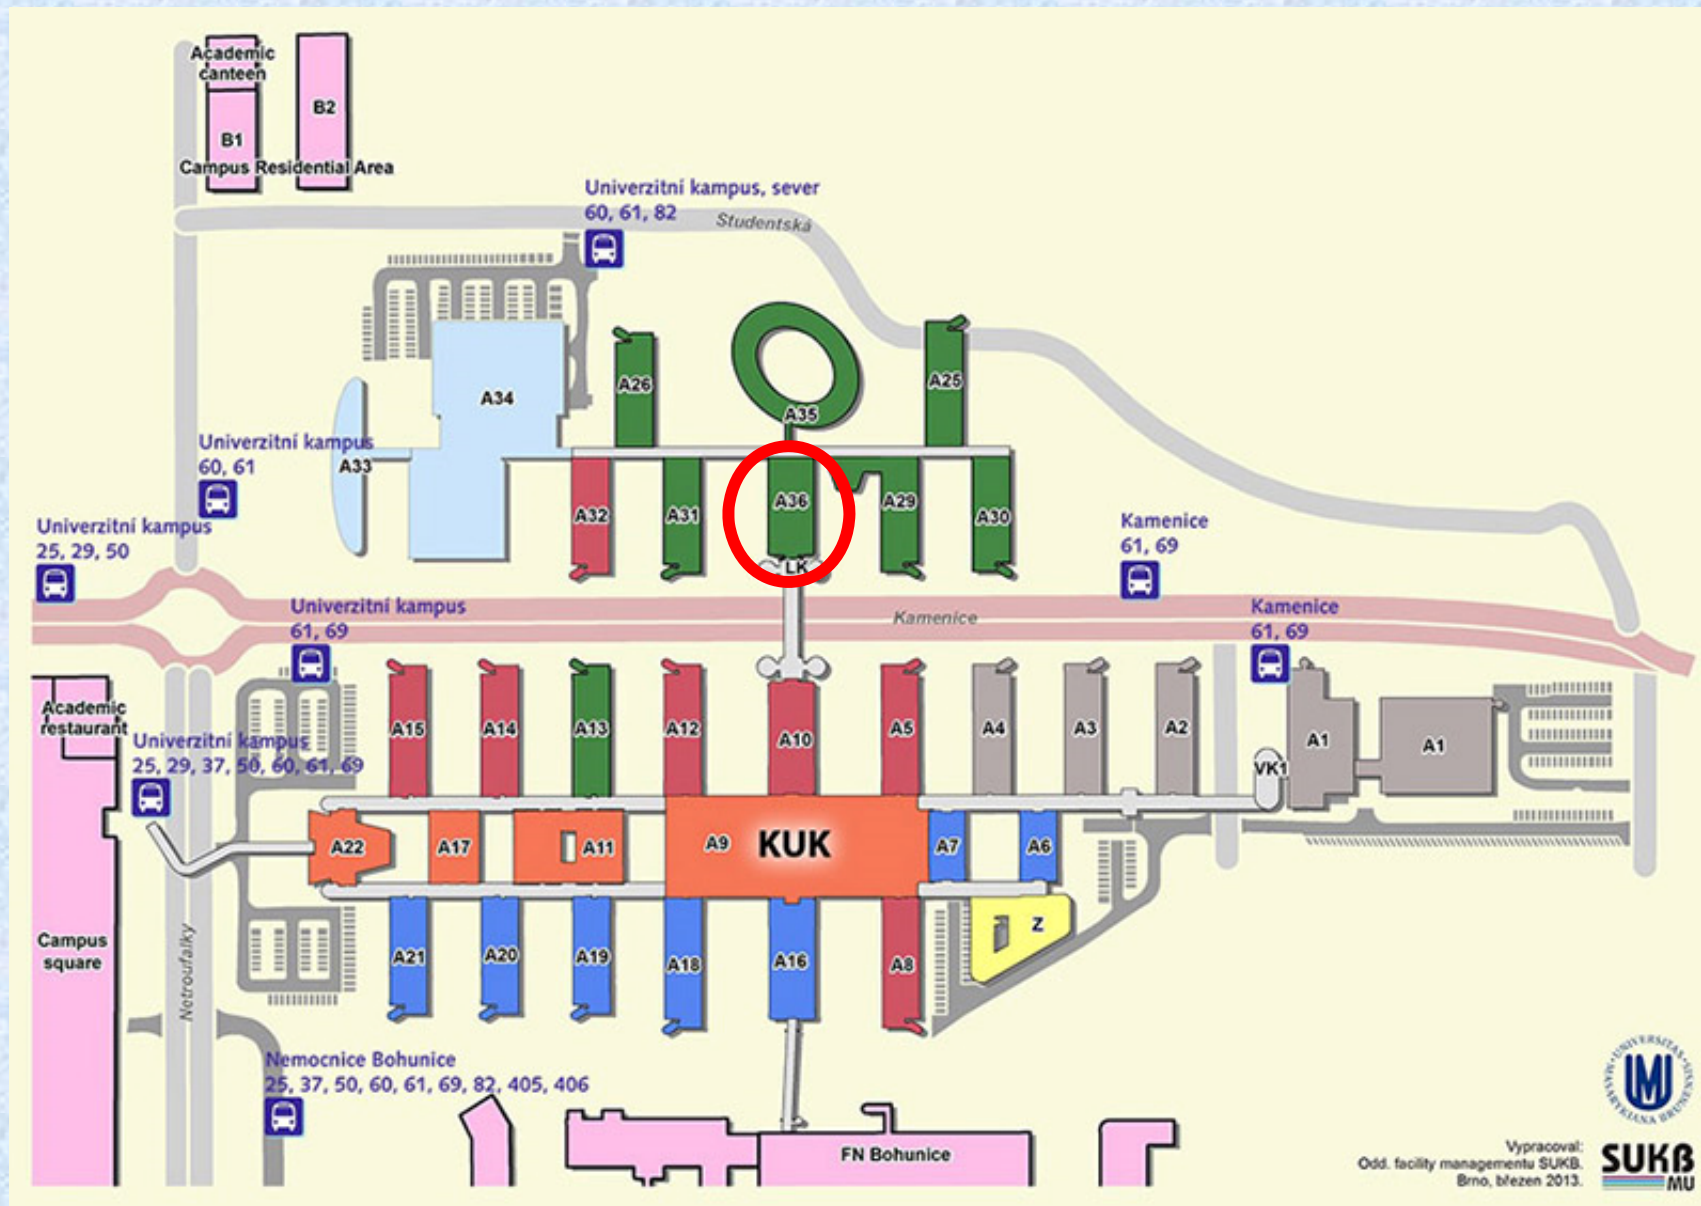 Academic
canteen
B1
B2
Campus Residential Area
Univerzitní kampus, sever
60, 61, 82
Studentská
A26
A35
A25
A34
Univerzitní kampus
60, 61
A33
A32
A31
A36
A29
A30
LK
Univerzitní kampus
25, 29, 50
Kamenice
61, 69
Univerzitní kampus
61, 69
Kamenice
Kamenice
61, 69
Academic
restaurant
Univerzitní kampus
25, 29, 37, 50, 60, 61, 69
A15
A14
A13
A12
A10
A5
A4
A3
A2
VK1
A1
A1
A22
A17
A11
A9
KUK
A7
A6
Campus
square
Netroufalky
A21
A20
A19
A18
A16
A8
Z
Nemocnice Bohunice
25, 37, 50, 60, 61, 69, 82, 405, 406
FN Bohunice
UNIVERSITAS
MASARYKIANA BRUNENSIS
MU
Vypracoval:
Odd. facility managementu SUKB.
Brno, březen 2013.
SUKB
MU